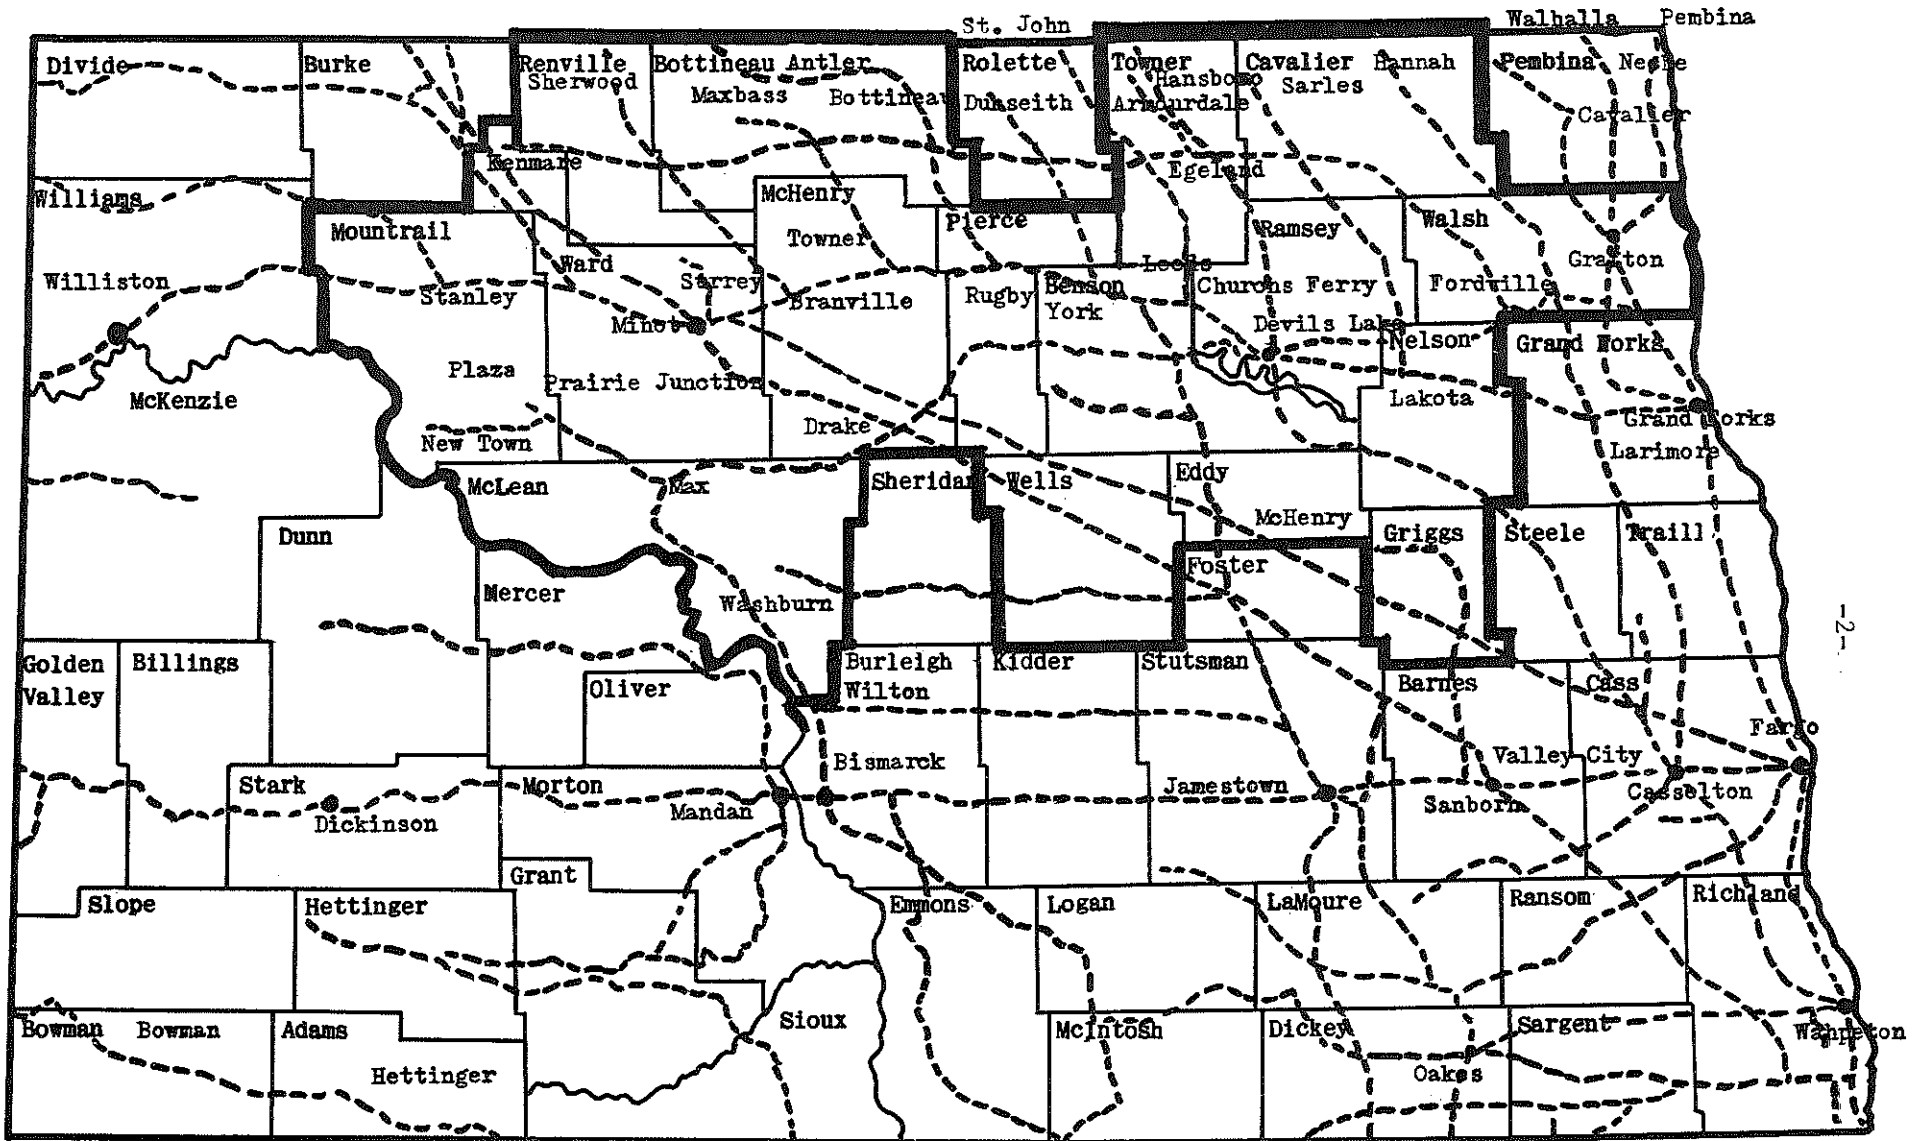 St. John
Walhalla
Pembina
Divide
Burke
Renville
Sherwood
Bottineau
Antler
Maxbass
Bottineau
Rolette
Dunseith
Towner
Hansboro
Armourdale
Cavalier
Hannah
Sarles
Pembina
Neche
Cavalier
Kenmare
Egeland
Williams
McHenry
Mountrail
Towner
Pierce
Ramsey
Walsh
Ward
Leeds
Grafton
Williston
Stanley
Surrey
Granville
Rugby
Benson
York
Churchs Ferry
Fordville
Minot
Devils Lake
Nelson
Grand Forks
Plaza
Prairie Junction
McKenzie
Lakota
New Town
Drake
Grand Forks
Larimore
McLean
Max
Sheridan
Wells
Eddy
McHenry
Dunn
Griggs
Steele
Traill
Mercer
Foster
Washburn
-2-
Golden
Valley
Billings
Oliver
Burleigh
Wilton
Kidder
Stutsman
Barnes
Cass
Fargo
Bismarck
Valley City
Stark
Morton
Jamestown
Dickinson
Mandan
Sanborn
Casselton
Grant
Slope
Hettinger
Emmons
Logan
LaMoure
Ransom
Richland
Bowman
Bowman
Adams
Sioux
McIntosh
Dickey
Sargent
Wahpeton
Hettinger
Oakes